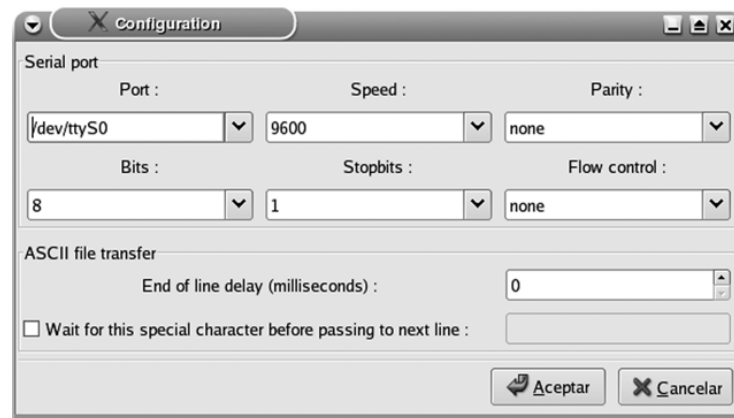 Configuration
Serial port
Port : Speed : Parity :
/dev/ttyS0 9600 none
Bits : Stopbits : Flow control :
8 1 none
ASCII file transfer
End of line delay (milliseconds) : 0
Wait for this special character before passing to next line :
Aceptar Cancelar